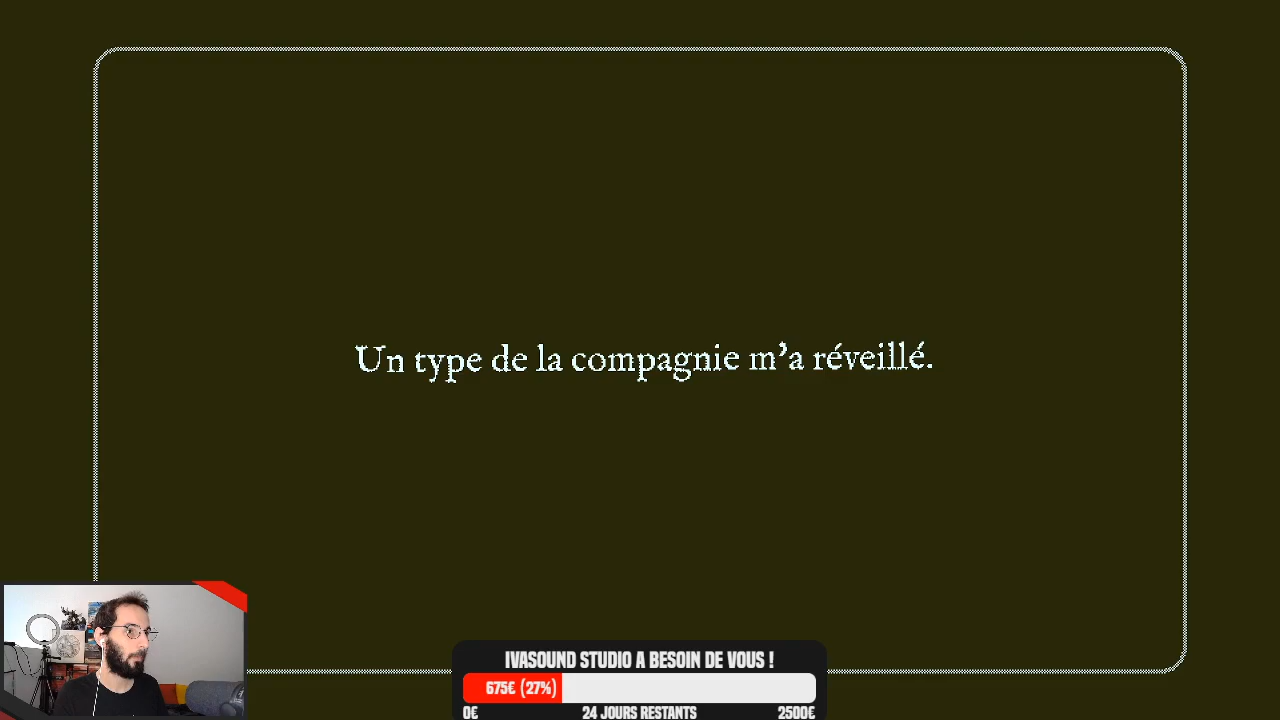 Un type de la compagnie m'a réveillé.
IVASOUND STUDIO A BESOIN DE VOUS !
675€ (27%)
0€ 24 JOURS RESTANTS 2500€